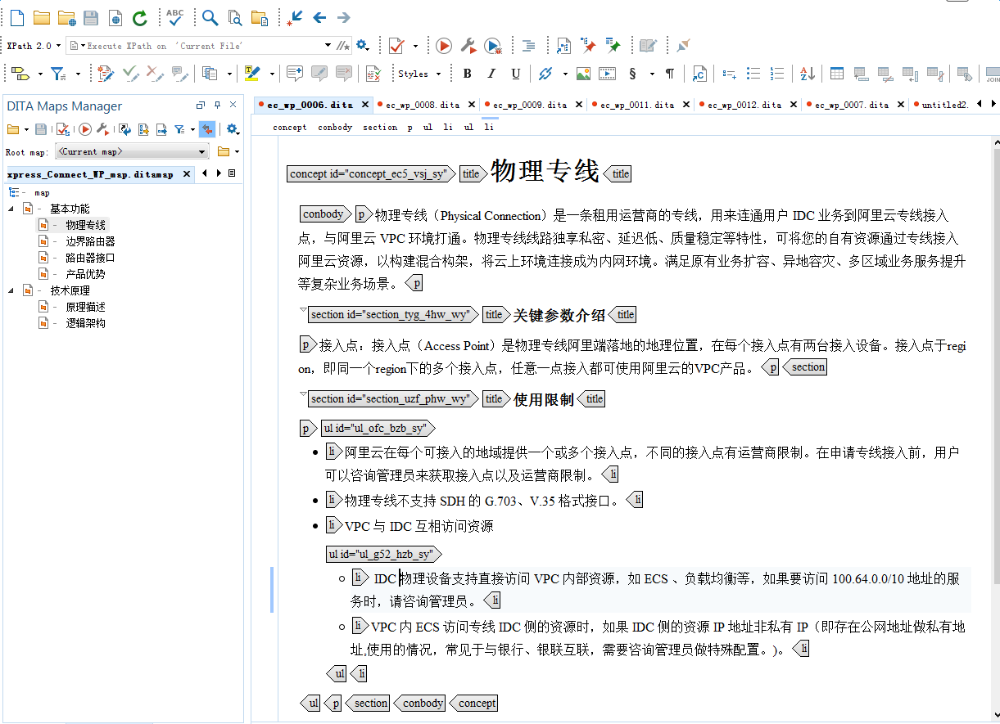 ABC
XPath 2.0
Execute XPath on 'Current File'
Styles
B
I
U
§
¶
JOIN
DITA Maps Manager
Root map: <Current map>
xpress_Connect_WP_map.ditamap
map
基本功能
物理专线
边界路由器
路由器接口
产品优势
技术原理
原理描述
逻辑架构
ec_wp_0006.dita
ec_wp_0008.dita
ec_wp_0009.dita
ec_wp_0011.dita
ec_wp_0012.dita
ec_wp_0007.dita
untitled2.
concept conbody section p ul li ul li
concept id="concept_ec5_vsj_sy" title 物理专线 title
conbody p 物理专线（Physical Connection）是一条租用运营商的专线，用来连通用户 IDC 业务到阿里云专线接入
点，与阿里云 VPC 环境打通。物理专线线路独享私密、延迟低、质量稳定等特性，可将您的自有资源通过专线接入
阿里云资源，以构建混合构架，将云上环境连接成为内网环境。满足原有业务扩容、异地容灾、多区域业务服务提升
等复杂业务场景。 p
section id="section_tyg_4hw_wy" title 关键参数介绍 title
p 接入点：接入点（Access Point）是物理专线阿里端落地的地理位置，在每个接入点有两台接入设备。接入点于regi
on，即同一个region下的多个接入点，任意一点接入都可使用阿里云的VPC产品。 p section
section id="section_uzf_phw_wy" title 使用限制 title
p ul id="ul_ofc_bzb_sy"
• li 阿里云在每个可接入的地域提供一个或多个接入点，不同的接入点有运营商限制。在申请专线接入前，用户
可以咨询管理员来获取接入点以及运营商限制。 li
• li 物理专线不支持 SDH 的 G.703、V.35 格式接口。 li
• li VPC 与 IDC 互相访问资源
ul id="ul_g52_hzb_sy"
li IDC 物理设备支持直接访问 VPC 内部资源，如 ECS 、负载均衡等，如果要访问 100.64.0.0/10 地址的服
务时，请咨询管理员。 li
li VPC 内 ECS 访问专线 IDC 侧的资源时，如果 IDC 侧的资源 IP 地址非私有 IP（即存在公网地址做私有地
址,使用的情况，常见于与银行、银联互联，需要咨询管理员做特殊配置。)。 li
ul li
ul p section conbody concept